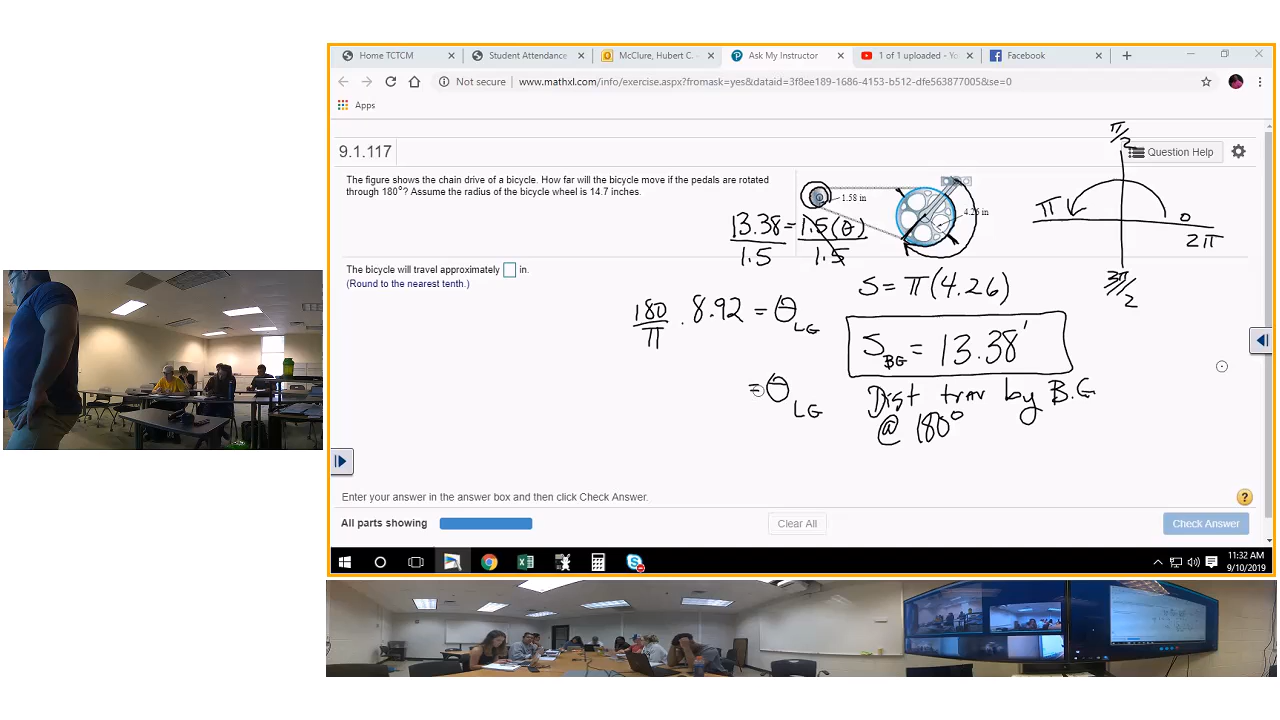 Home TCTCM
Student Attendance
McClure, Hubert C. -
Ask My Instructor
1 of 1 uploaded - Yo
Facebook
Not secure | www.mathxl.com/info/exercise.aspx?fromask=yes&dataid=3f8ee189-1686-4153-b512-dfe563877005&se=0
Apps
9.1.117
Question Help
The figure shows the chain drive of a bicycle. How far will the bicycle move if the pedals are rotated
through 180°? Assume the radius of the bicycle wheel is 14.7 inches.
1.58 in
4.26 in
π/2
π
0
2π
3π/2
13.38 = 1.5(θ)
1.5 1.5
The bicycle will travel approximately in.
(Round to the nearest tenth.)
S = π(4.26)
180/π . 8.92 = θ LG
S BG = 13.38'
= θ LG
Dist trav by B.G
@ 180°
Enter your answer in the answer box and then click Check Answer.
All parts showing
Clear All
Check Answer
11:32 AM
9/10/2019